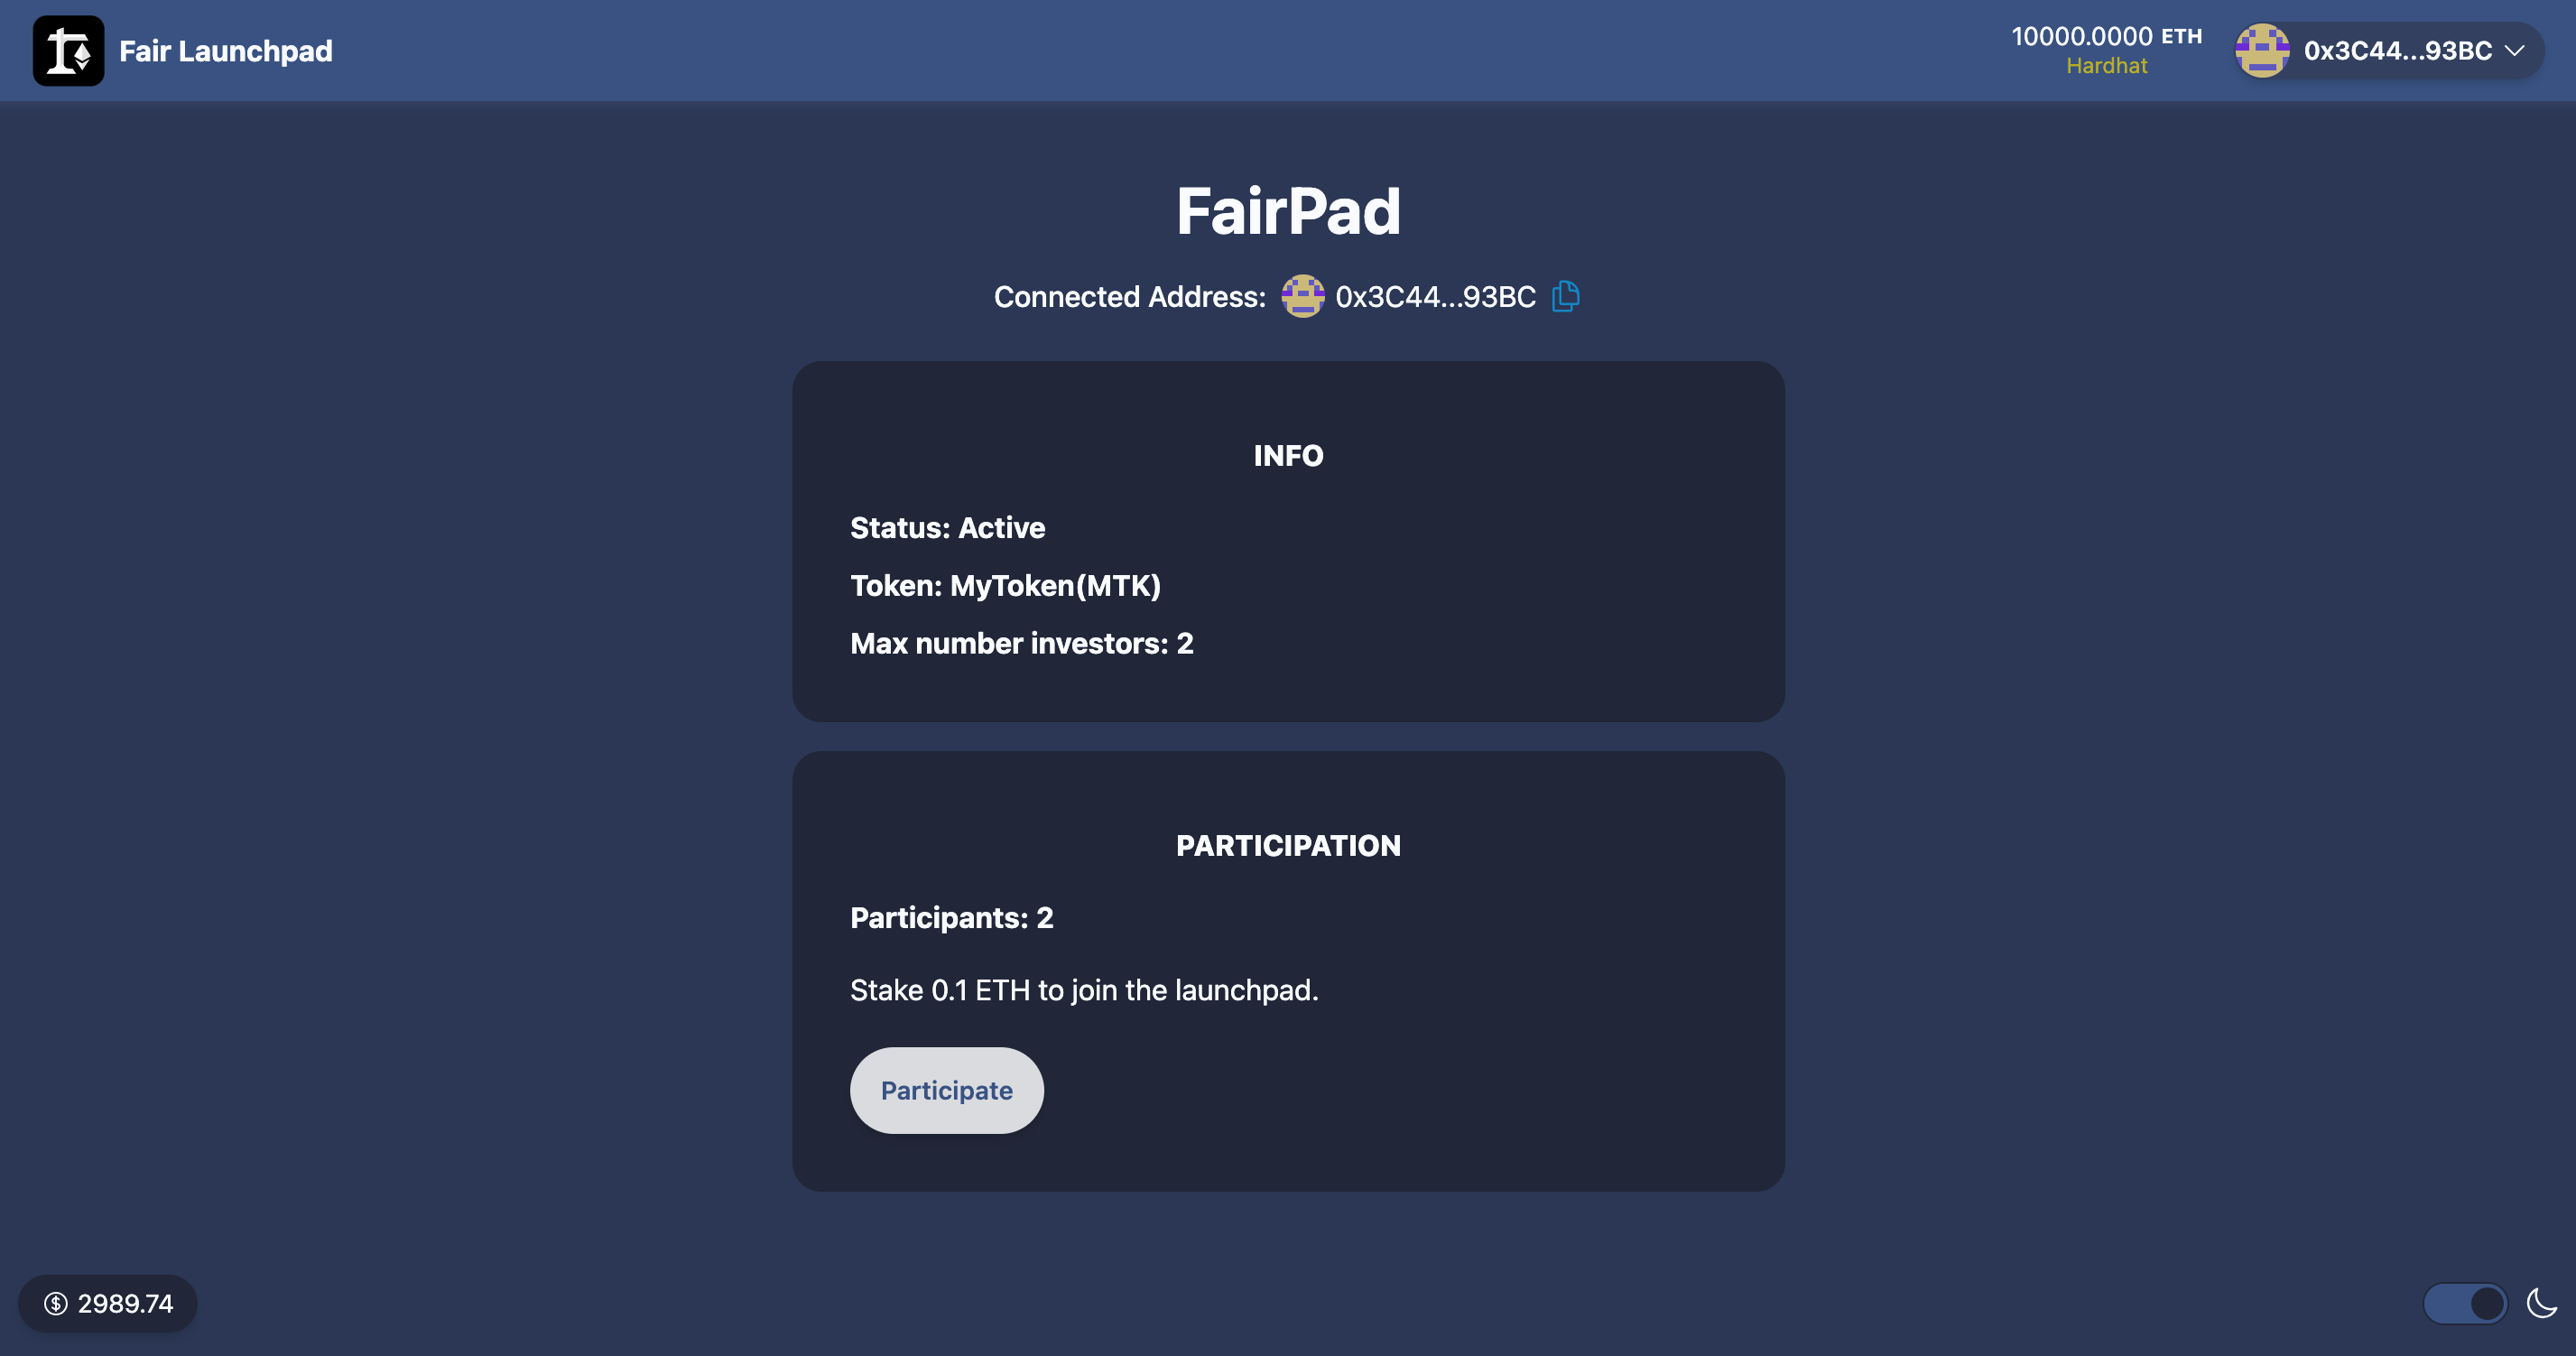 Fair Launchpad
10000.0000 ETH
Hardhat
0x3C44...93BC
FairPad
Connected Address: 0x3C44...93BC
INFO
Status: Active
Token: MyToken(MTK)
Max number investors: 2
PARTICIPATION
Participants: 2
Stake 0.1 ETH to join the launchpad.
Participate
2989.74